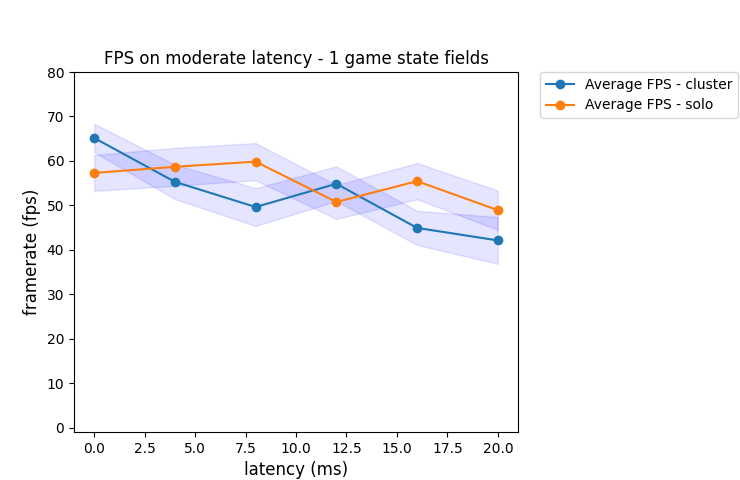 FPS on moderate latency - 1 game state fields
Average FPS - cluster
Average FPS - solo
80
70
60
50
40
30
20
10
0
framerate (fps)
0.0 2.5 5.0 7.5 10.0 12.5 15.0 17.5 20.0
latency (ms)